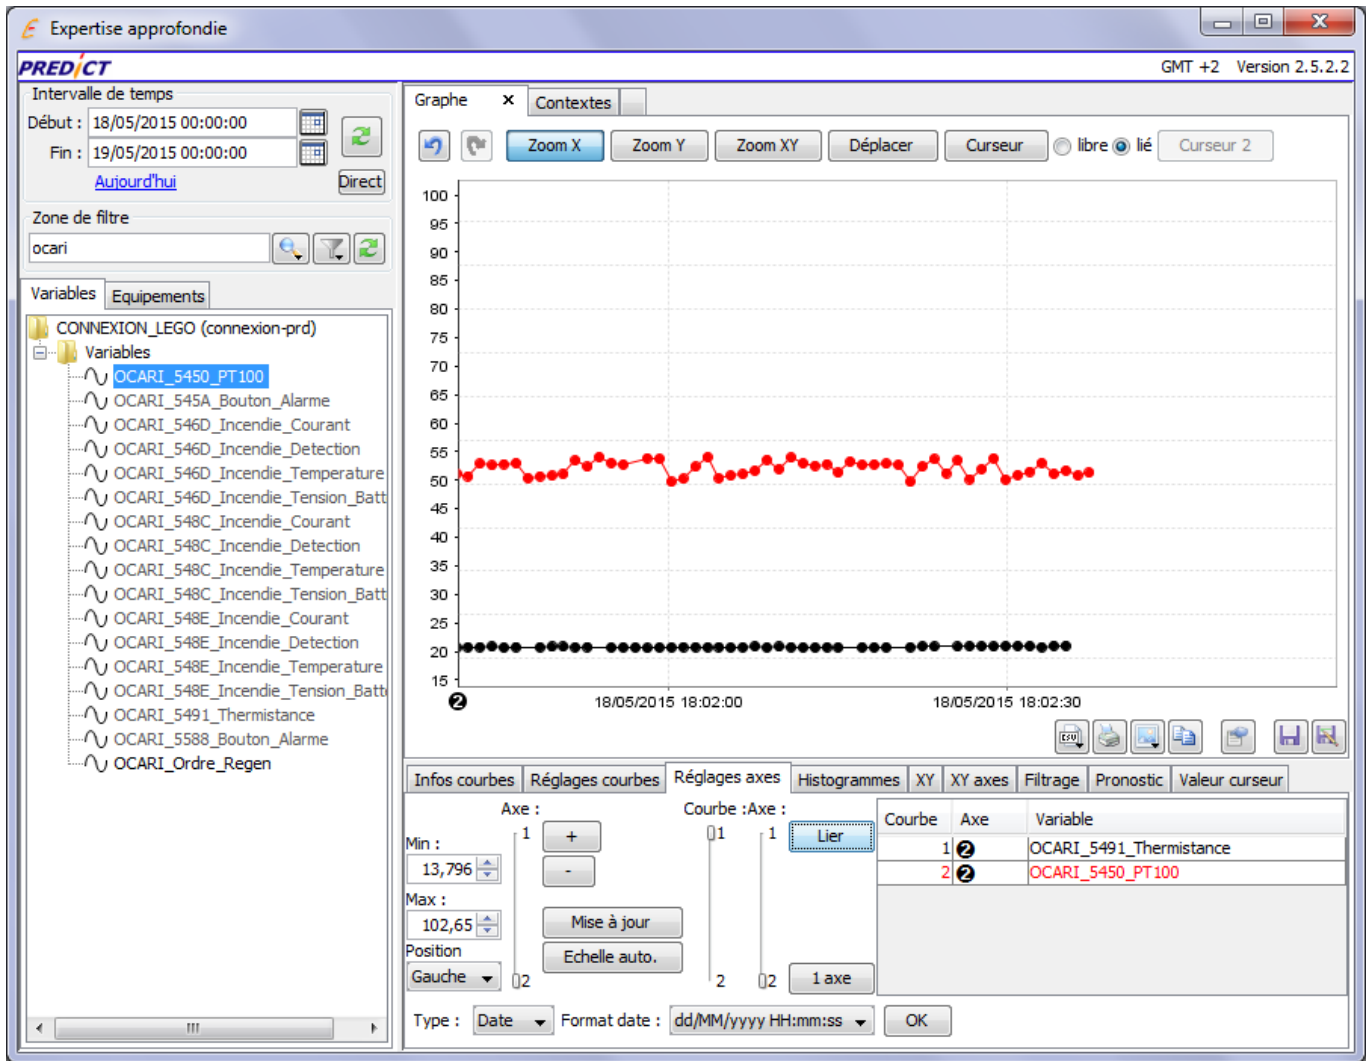 Expertise approfondie
PREDICT
GMT +2 Version 2.5.2.2
Intervalle de temps
Début : 18/05/2015 00:00:00
Fin : 19/05/2015 00:00:00
Aujourd'hui
Direct
Zone de filtre
ocari
Variables Equipements
CONNEXION_LEGO (connexion-prd)
Variables
OCARI_5450_PT100
OCARI_545A_Bouton_Alarme
OCARI_546D_Incendie_Courant
OCARI_546D_Incendie_Detection
OCARI_546D_Incendie_Temperature
OCARI_546D_Incendie_Tension_Batt
OCARI_548C_Incendie_Courant
OCARI_548C_Incendie_Detection
OCARI_548C_Incendie_Temperature
OCARI_548C_Incendie_Tension_Batt
OCARI_548E_Incendie_Courant
OCARI_548E_Incendie_Detection
OCARI_548E_Incendie_Temperature
OCARI_548E_Incendie_Tension_Batt
OCARI_5491_Thermistance
OCARI_5588_Bouton_Alarme
OCARI_Ordre_Regen
Graphe x Contextes
Zoom X Zoom Y Zoom XY Déplacer Curseur libre lié Curseur 2
100
95
90
85
80
75
70
65
60
55
50
45
40
35
30
25
20
15
2
18/05/2015 18:02:00 18/05/2015 18:02:30
CSV
Infos courbes Réglages courbes Réglages axes Histogrammes XY XY axes Filtrage Pronostic Valeur curseur
Axe :
1
2
+
-
Min :
13,796
Max :
102,65
Position
Gauche
Mise à jour
Echelle auto.
Courbe : Axe :
1 1
2 2
Lier
1 axe
Courbe Axe Variable
1 2 OCARI_5491_Thermistance
2 2 OCARI_5450_PT100
Type : Date Format date : dd/MM/yyyy HH:mm:ss OK